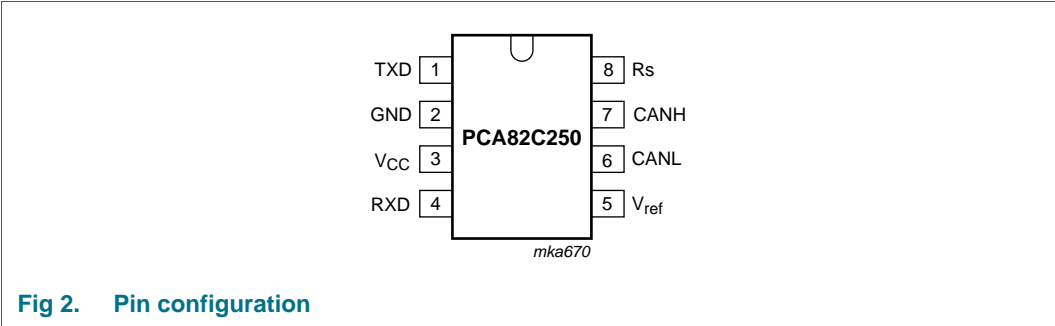 TXD 1 8 Rs
GND 2 7 CANH
PCA82C250
VCC 3 6 CANL
RXD 4 5 Vref
mka670
Fig 2. Pin configuration